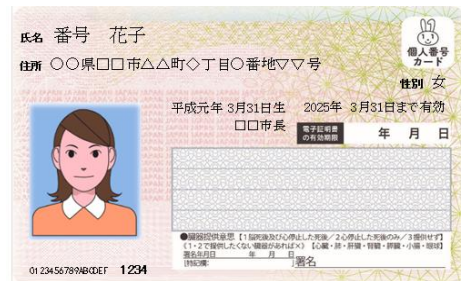 氏名 番号 花子
個人番号
カード
住所 〇〇県□□市△△町◇丁目〇番地▽▽号
性別 女
平成元年 3月31日生 2025年 3月31日まで有効
□□市長
電子証明書
の有効期限
年 月 日
●臓器提供意思【1脳死後及び心停止した死後/2心停止した死後のみ/3提供せず】
《1・2で提供したくない臓器があれば×》【心臓・肺・肝臓・腎臓・膵臓・小腸・眼球】
署名年月日 年 月 日
[特記欄: ]署名
0123456789ABCDEF 1234